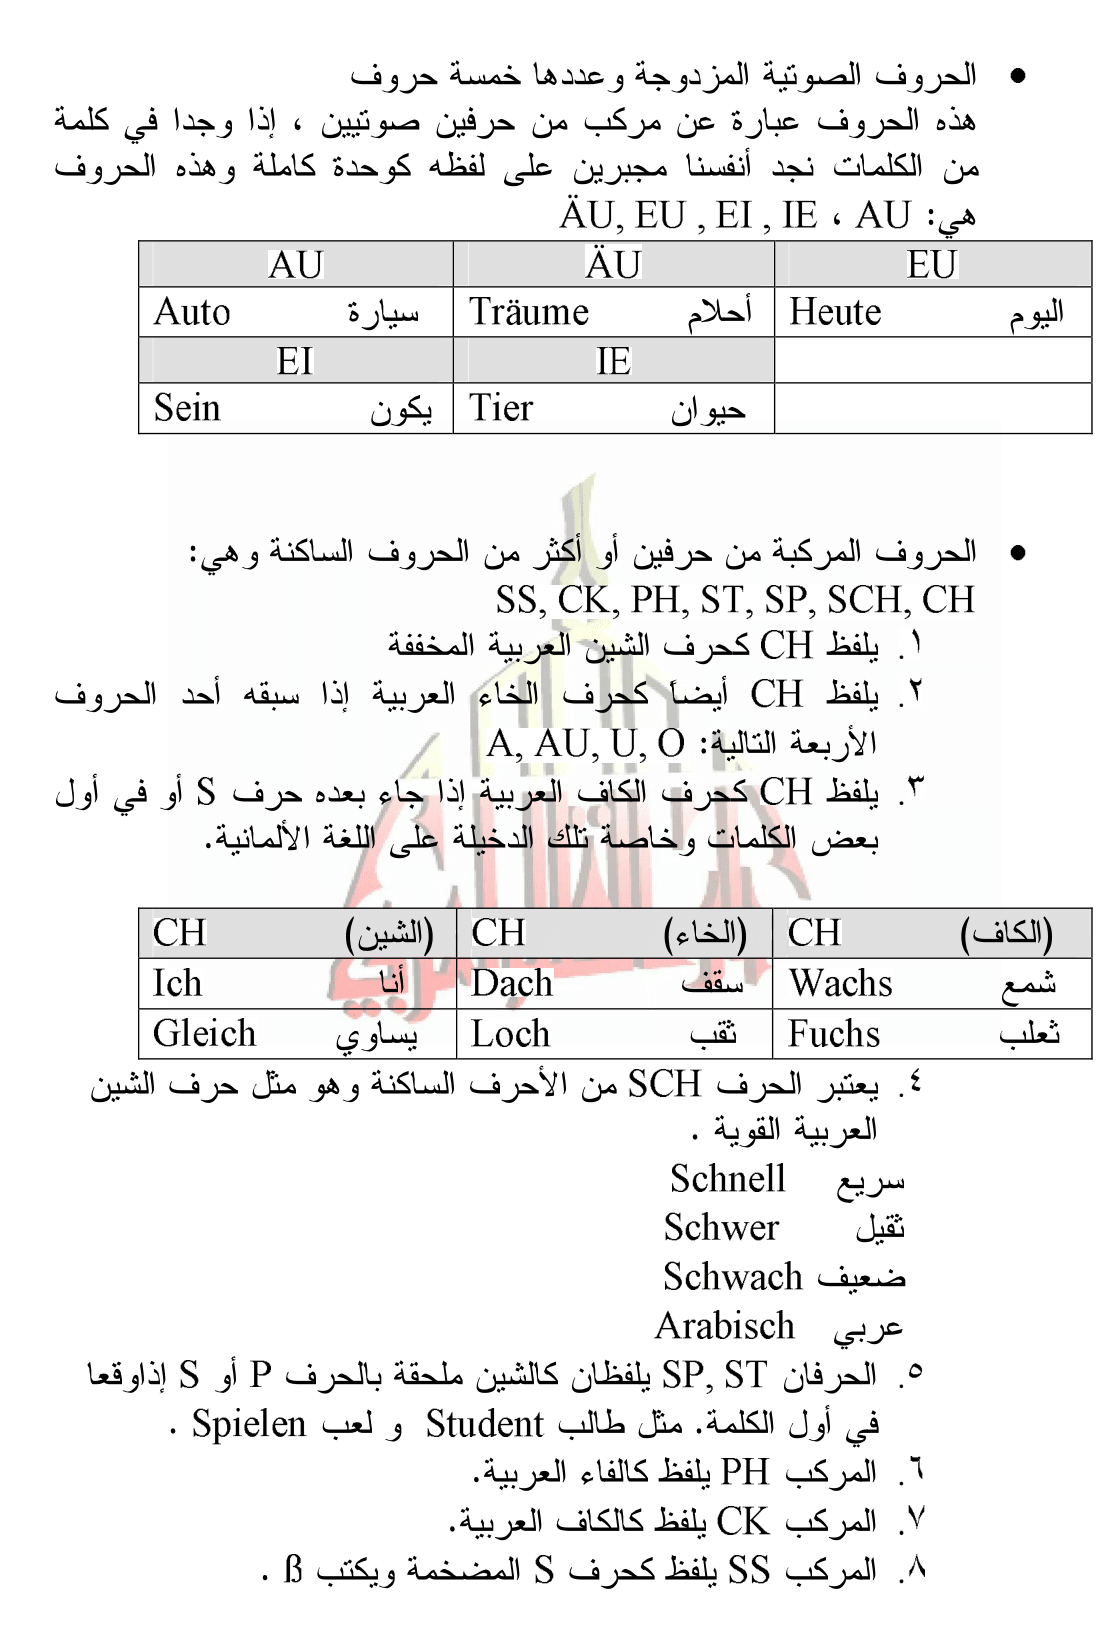 • الحروف الصوتية المزدوجة وعددها خمسة حروف
هذه الحروف عبارة عن مركب من حرفين صوتيين ، إذا وجدا في كلمة
من الكلمات نجد أنفسنا مجبرين على لفظه كوحدة كاملة وهذه الحروف
هي: ÄU, EU , EI , IE ، AU
AU ÄU EU
Auto سيارة Träume أحلام Heute اليوم
EI IE
Sein يكون Tier حيوان
• الحروف المركبة من حرفين أو أكثر من الحروف الساكنة وهي:
SS, CK, PH, ST, SP, SCH, CH
١. يلفظ CH كحرف الشين العربية المخففة
٢. يلفظ CH أيضاً كحرف الخاء العربية إذا سبقه أحد الحروف
الأربعة التالية: A, AU, U, O
٣. يلفظ CH كحرف الكاف العربية إذا جاء بعده حرف S أو في أول
بعض الكلمات وخاصة تلك الدخيلة على اللغة الألمانية.
CH (الشين) CH (الخاء) CH (الكاف)
Ich أنا Dach سقف Wachs شمع
Gleich يساوي Loch ثقب Fuchs ثعلب
٤. يعتبر الحرف SCH من الأحرف الساكنة وهو مثل حرف الشين
العربية القوية .
سريع Schnell
ثقيل Schwer
ضعيف Schwach
عربي Arabisch
٥. الحرفان SP, ST يلفظان كالشين ملحقة بالحرف P أو S إذاوقعا
في أول الكلمة. مثل طالب Student و لعب Spielen .
٦. المركب PH يلفظ كالفاء العربية.
٧. المركب CK يلفظ كالكاف العربية.
٨. المركب SS يلفظ كحرف S المضخمة ويكتب ß .